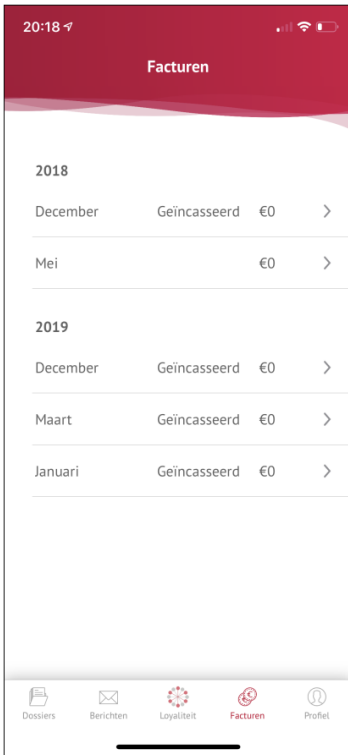 20:18
Facturen
2018
December Geïncasseerd €0
Mei €0
2019
December Geïncasseerd €0
Maart Geïncasseerd €0
Januari Geïncasseerd €0
Dossiers Berichten Loyaliteit Facturen Profiel